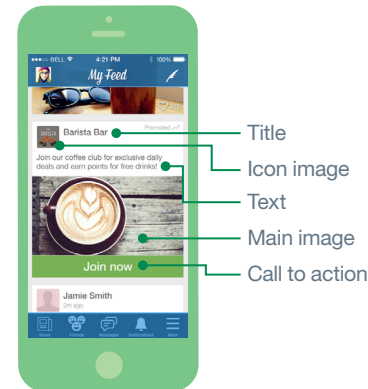 BELL 4:21 PM 100%
My Feed
Barista Bar Promoted
Title
Icon image
Join our coffee club for exclusive daily
deals and earn points for free drinks!
Text
Main image
Join now
Call to action
Jamie Smith
2m ago
News Friends Messages Notifications More